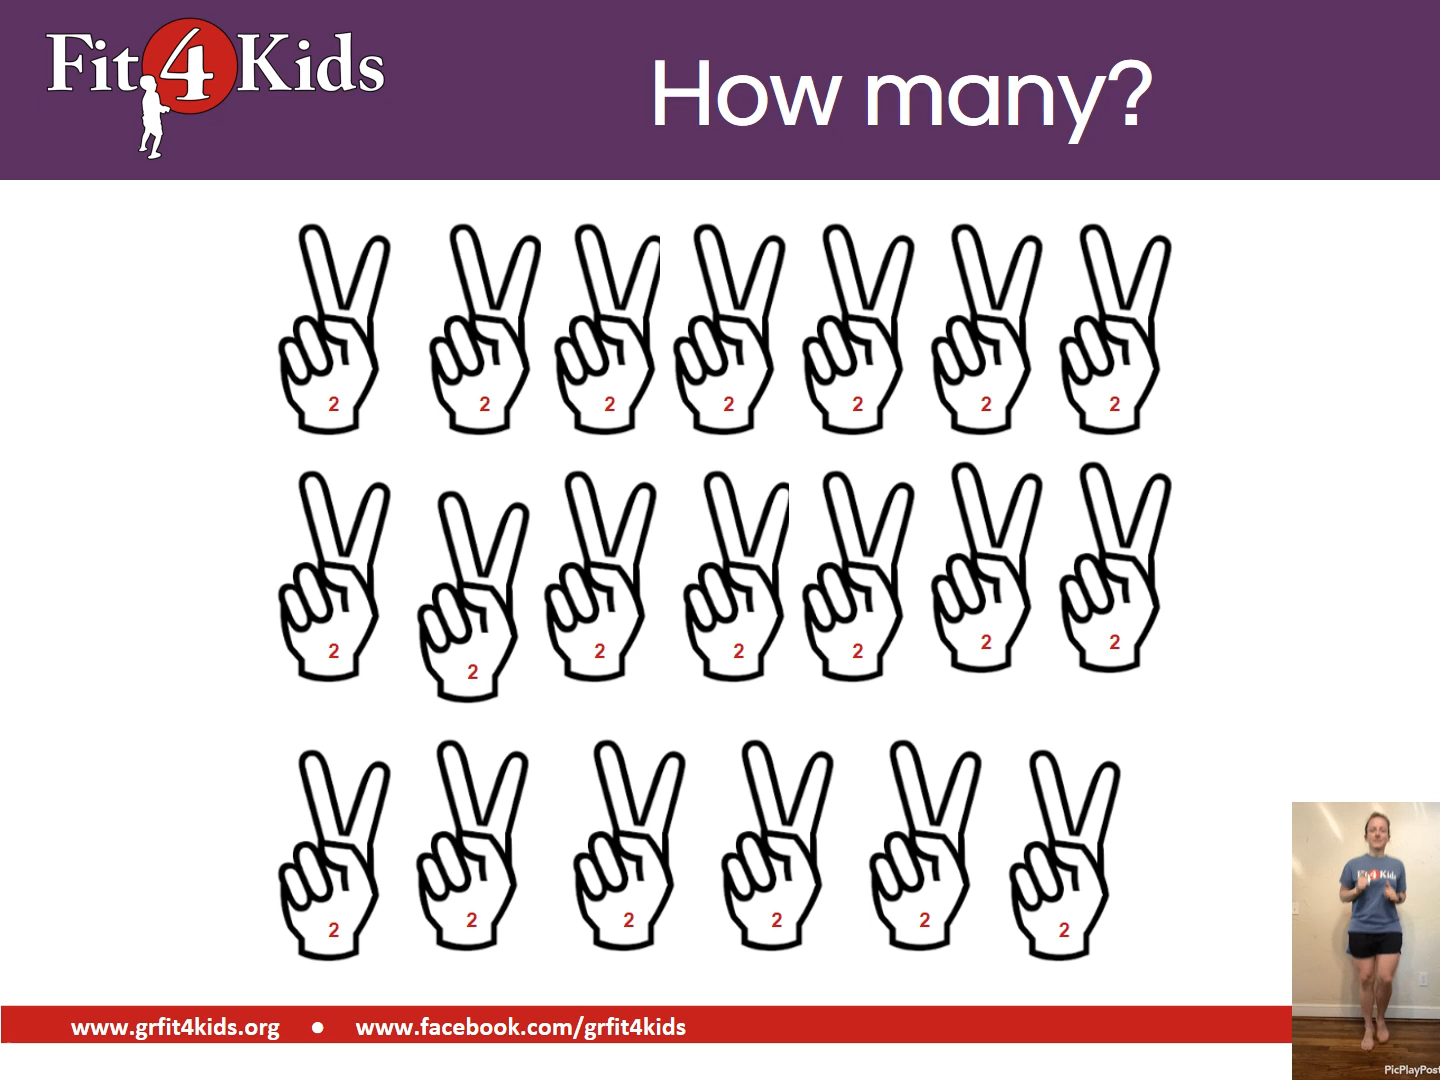 Fit4Kids
How many?
2 2 2 2 2 2 2
2 2 2 2 2 2 2
2 2 2 2 2 2
Fit4Kids
www.grfit4kids.org • www.facebook.com/grfit4kids
PicPlayPost